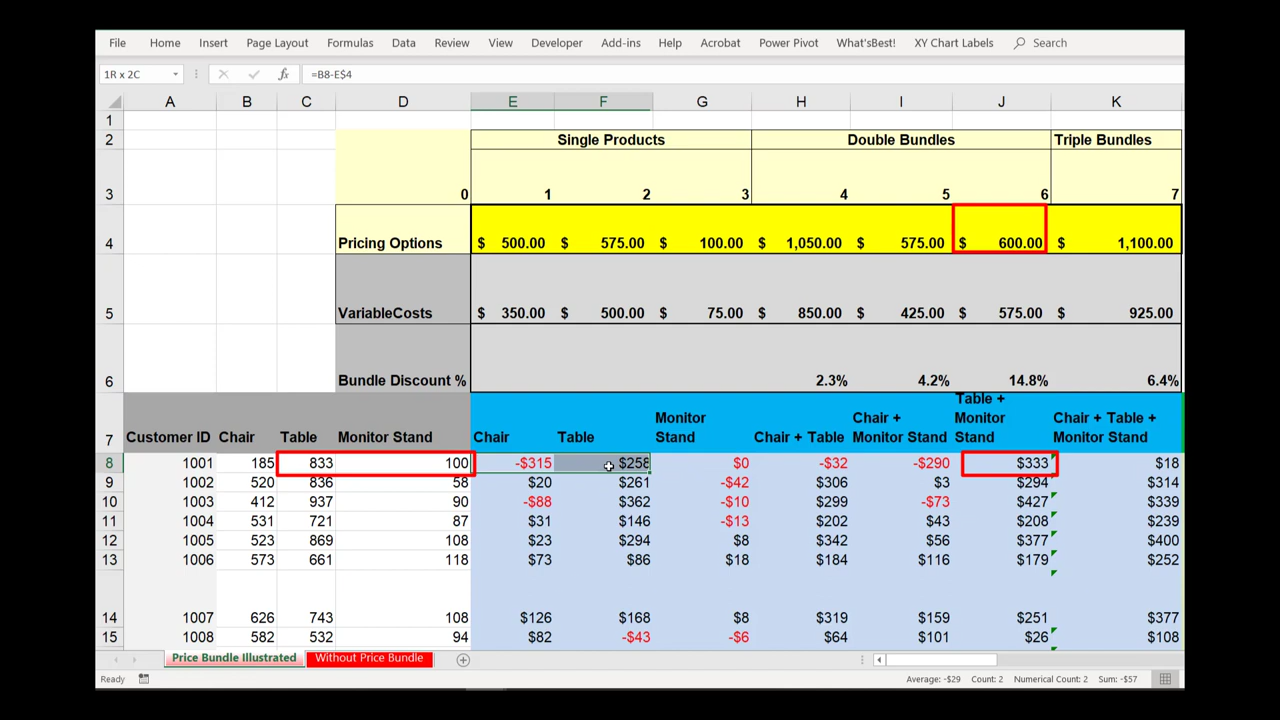 File Home Insert Page Layout Formulas Data Review View Developer Add-ins Help Acrobat Power Pivot What'sBest! XY Chart Labels Search
1R x 2C =B8-E$4
A B C D E F G H I J K
1
2 Single Products Double Bundles Triple Bundles
3 0 1 2 3 4 5 6 7
4 Pricing Options $ 500.00 $ 575.00 $ 100.00 $ 1,050.00 $ 575.00 $ 600.00 $ 1,100.00
5 VariableCosts $ 350.00 $ 500.00 $ 75.00 $ 850.00 $ 425.00 $ 575.00 925.00
6 Bundle Discount % 2.3% 4.2% 14.8% 6.4%
Table +
Monitor Chair + Monitor Chair + Table +
7 Customer ID Chair Table Monitor Stand Chair Table Stand Chair + Table Monitor Stand Stand Monitor Stand
8 1001 185 833 100 -$315 $258 $0 -$32 -$290 $333 $18
9 1002 520 836 58 $20 $261 -$42 $306 $3 $294 $314
10 1003 412 937 90 -$88 $362 -$10 $299 -$73 $427 $339
11 1004 531 721 87 $31 $146 -$13 $202 $43 $208 $239
12 1005 523 869 108 $23 $294 $8 $342 $56 $377 $400
13 1006 573 661 118 $73 $86 $18 $184 $116 $179 $252
14 1007 626 743 108 $126 $168 $8 $319 $159 $251 $377
15 1008 582 532 94 $82 -$43 -$6 $64 $101 $26 $108
Price Bundle Illustrated Without Price Bundle
Ready Average: -$29 Count: 2 Numerical Count: 2 Sum: -$57